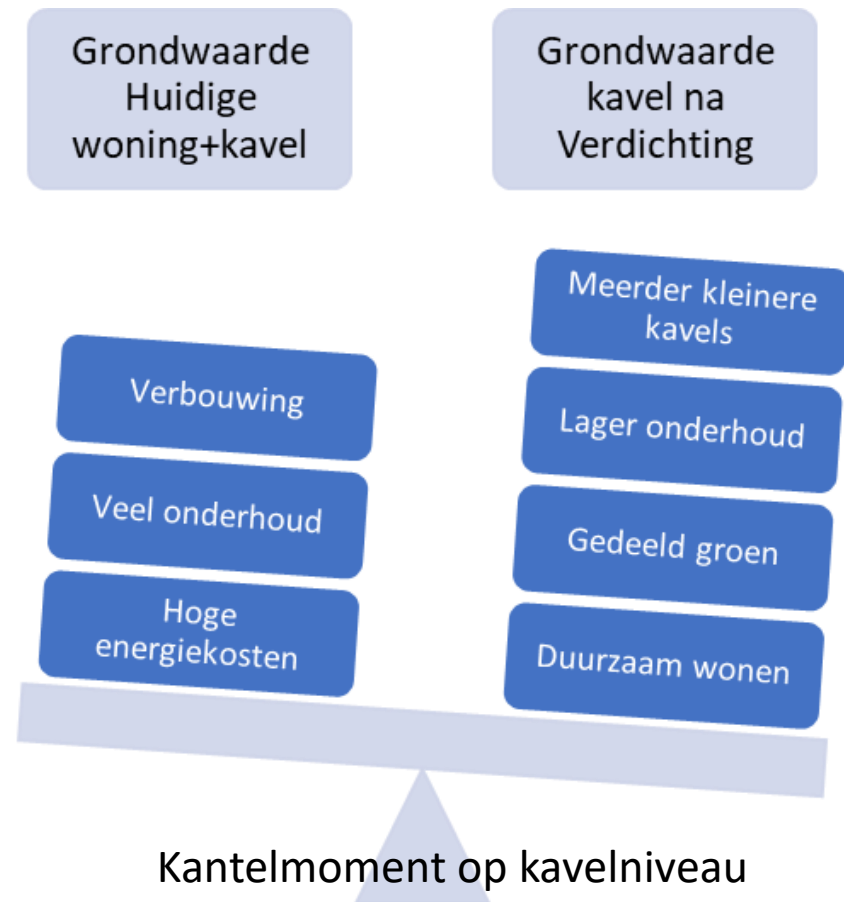 Grondwaarde
Huidige
woning+kavel
Grondwaarde
kavel na
Verdichting
Verbouwing
Veel onderhoud
Hoge
energiekosten
Meerder kleinere
kavels
Lager onderhoud
Gedeeld groen
Duurzaam wonen
Kantelmoment op kavelniveau